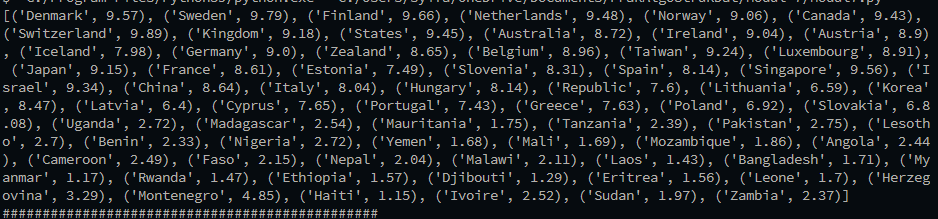 [('Denmark', 9.57), ('Sweden', 9.79), ('Finland', 9.66), ('Netherlands', 9.48), ('Norway', 9.06), ('Canada', 9.43),
('Switzerland', 9.89), ('Kingdom', 9.18), ('States', 9.45), ('Australia', 8.72), ('Ireland', 9.04), ('Austria', 8.9)
, ('Iceland', 7.98), ('Germany', 9.0), ('Zealand', 8.65), ('Belgium', 8.96), ('Taiwan', 9.24), ('Luxembourg', 8.91),
('Japan', 9.15), ('France', 8.61), ('Estonia', 7.49), ('Slovenia', 8.31), ('Spain', 8.14), ('Singapore', 9.56), ('I
srael', 9.34), ('China', 8.64), ('Italy', 8.04), ('Hungary', 8.14), ('Republic', 7.6), ('Lithuania', 6.59), ('Korea'
, 8.47), ('Latvia', 6.4), ('Cyprus', 7.65), ('Portugal', 7.43), ('Greece', 7.63), ('Poland', 6.92), ('Slovakia', 6.8
.08), ('Uganda', 2.72), ('Madagascar', 2.54), ('Mauritania', 1.75), ('Tanzania', 2.39), ('Pakistan', 2.75), ('Lesoth
o', 2.7), ('Benin', 2.33), ('Nigeria', 2.72), ('Yemen', 1.68), ('Mali', 1.69), ('Mozambique', 1.86), ('Angola', 2.44
), ('Cameroon', 2.49), ('Faso', 2.15), ('Nepal', 2.04), ('Malawi', 2.11), ('Laos', 1.43), ('Bangladesh', 1.71), ('My
anmar', 1.17), ('Rwanda', 1.47), ('Ethiopia', 1.57), ('Djibouti', 1.29), ('Eritrea', 1.56), ('Leone', 1.7), ('Herzeg
ovina', 3.29), ('Montenegro', 4.85), ('Haiti', 1.15), ('Ivoire', 2.52), ('Sudan', 1.97), ('Zambia', 2.37)]
###############################################